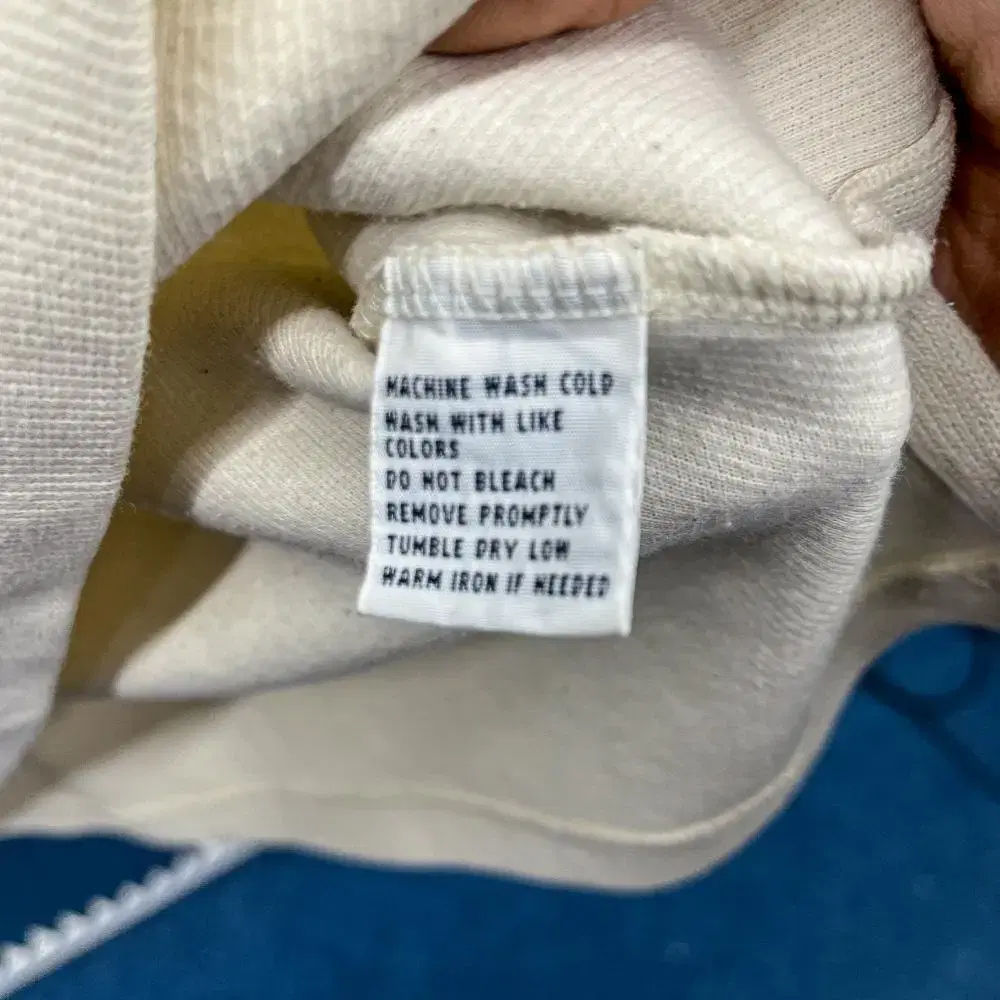 MACHINE WASH COLD
WASH WITH LIKE
COLORS
DO NOT BLEACH
REMOVE PROMPTLY
TUMBLE DRY LOW
WARM IRON IF NEEDED